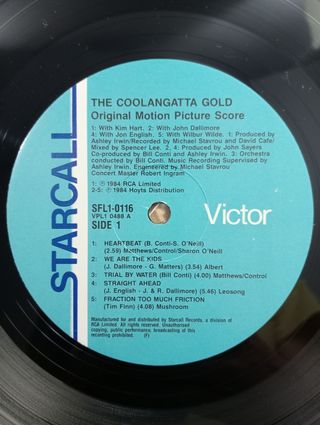 STARCALL
THE COOLANGATTA GOLD
Original Motion Picture Score
1: With Kim Hart. 2: With John Dallimore
4: With Jon English. 5: With Wilbur Wilde. 1: Produced by
Ashley Irwin/Recorded by Michael Stavrou and David Cafe/
Mixed by Spencer Lee. 2 & 4: Produced by John Sayers
Co-produced by Bill Conti and Ashley Irwin. 3: Orchestra
conducted by Bill Conti. Music Recording Supervised by
Ashley Irwin/Recorded by Michael Stavrou
Music Consultant Robert Ingram
1: Ⓟ 1984 RCA Limited
2-5: Ⓟ 1984 Hoyts Distribution
SFL1-0116
VPL1 0488 A
SIDE 1
Victor
1 HEARTBEAT (B. Conti-S. O'Neill)
(2.59) Matthews/Control/Sharon O'Neill
2 WE ARE THE KIDS
(J. Dallimore - G. Matters) (3.54) Albert
3 TRIAL BY WATER (Bill Conti) (4.00) Matthews/Control
4 STRAIGHT AHEAD
(J. English - J. & R. Dallimore) (5.46) Leosong
5 FRACTION TOO MUCH FRICTION
(Tim Finn) (4.08) Mushroom
Manufactured for and distributed by Starcall Records, a division of
RCA Limited. All rights reserved. Unauthorised
copying, public performance, broadcasting of this
recording prohibited. (F)